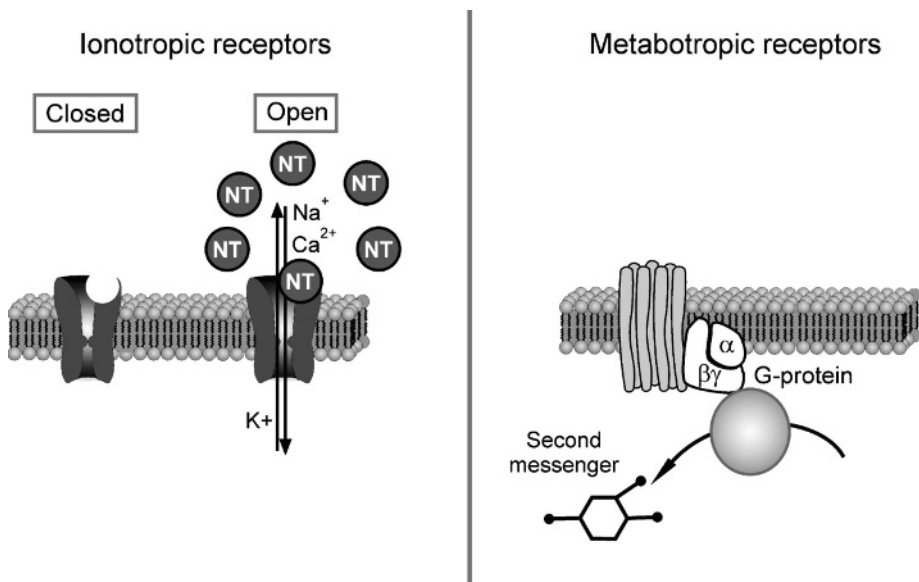 Ionotropic receptors
Closed
Open
NT
NT
NT
NT
NT
NT
Na⁺
Ca²⁺
K+
Metabotropic receptors
α
βγ
G-protein
Second
messenger